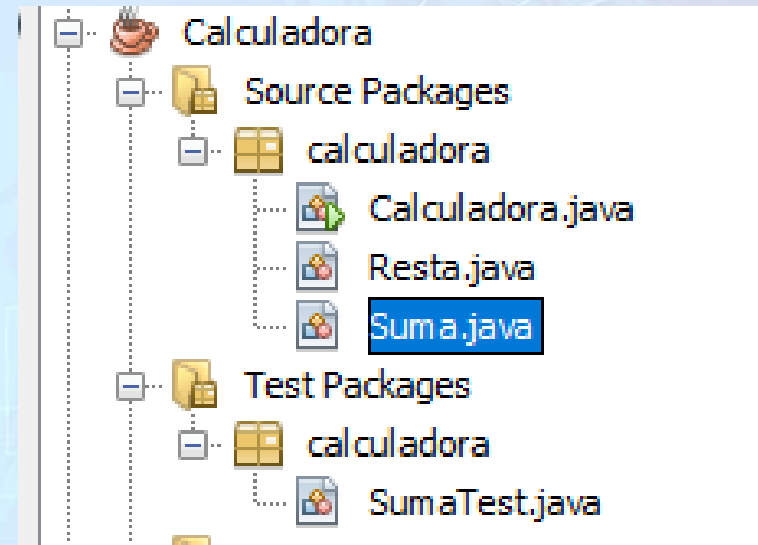 Calculadora
Source Packages
calculadora
Calculadora.java
Resta.java
Suma.java
Test Packages
calculadora
SumaTest.java